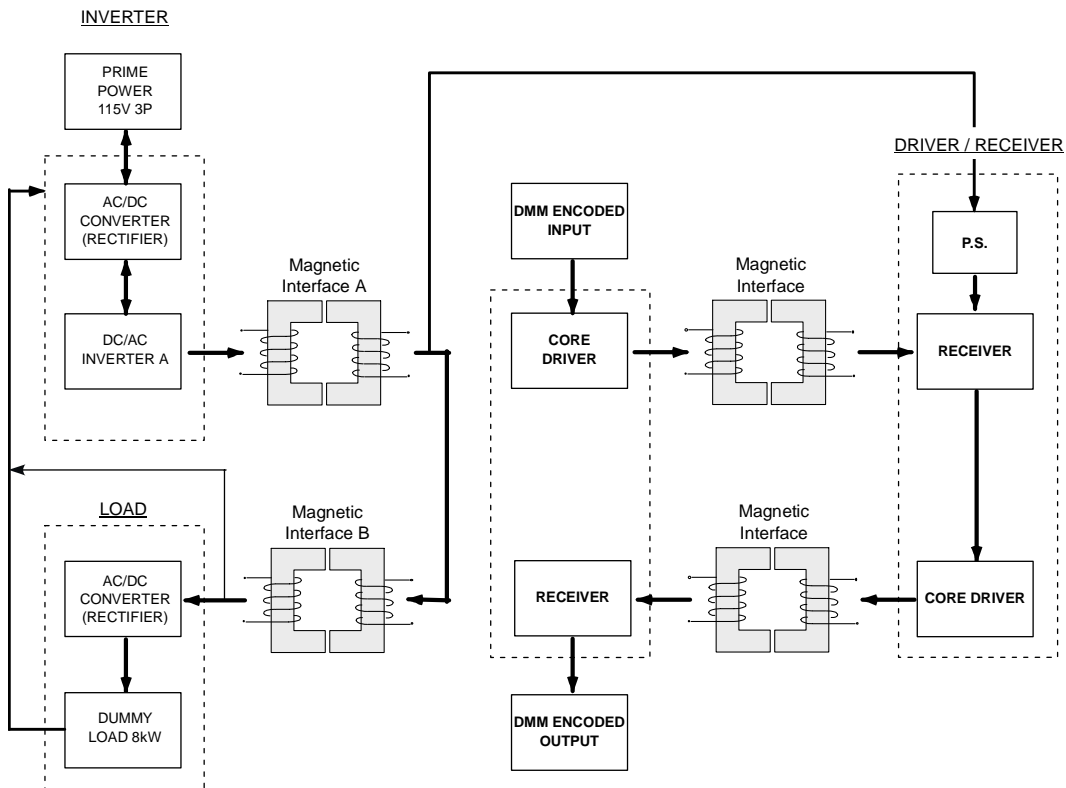 INVERTER
PRIME
POWER
115V 3P
AC/DC
CONVERTER
(RECTIFIER)
DC/AC
INVERTER A
Magnetic
Interface A
DMM ENCODED
INPUT
CORE
DRIVER
Magnetic
Interface
DRIVER / RECEIVER
P.S.
RECEIVER
LOAD
AC/DC
CONVERTER
(RECTIFIER)
DUMMY
LOAD 8kW
Magnetic
Interface B
RECEIVER
DMM ENCODED
OUTPUT
Magnetic
Interface
CORE DRIVER